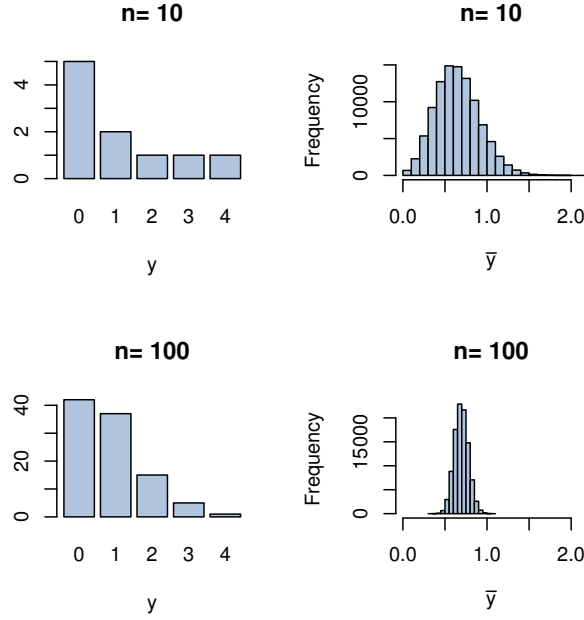 n= 10
0 2 4
0 1 2 3 4
y
n= 10
Frequency
0 10000
0.0 1.0 2.0
y̅
n= 100
0 20 40
0 1 2 3 4
y
n= 100
Frequency
0 15000
0.0 1.0 2.0
y̅